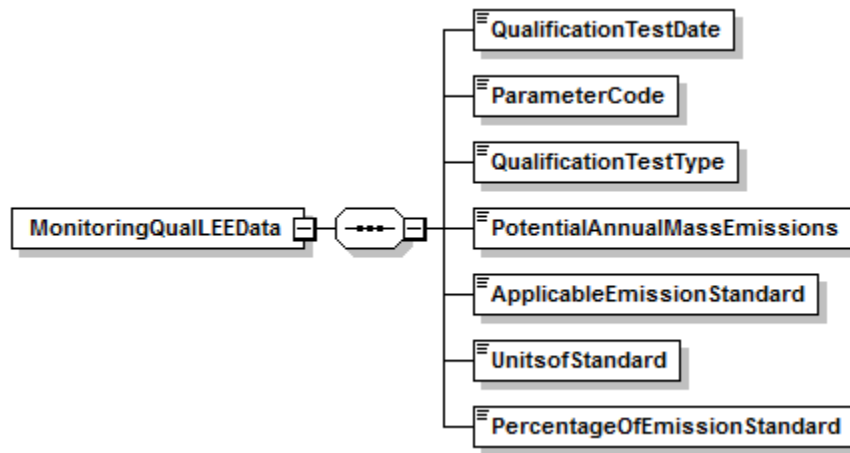 QualificationTestDate
ParameterCode
QualificationTestType
MonitoringQualLEEData
PotentialAnnualMassEmissions
ApplicableEmissionStandard
UnitsofStandard
PercentageOfEmissionStandard